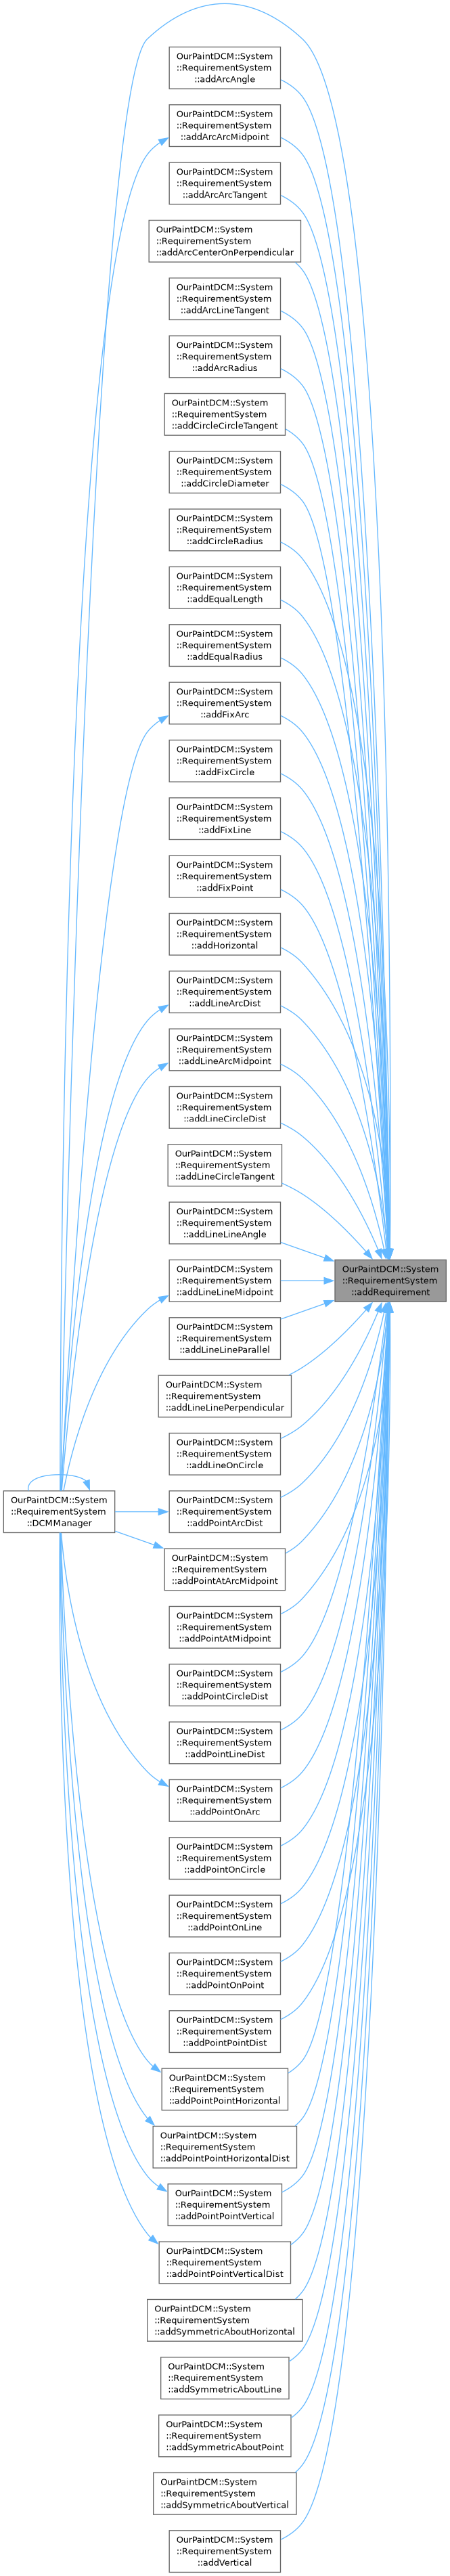 OurPaintDCM::System
::RequirementSystem
::addArcAngle
OurPaintDCM::System
::RequirementSystem
::addArcArcMidpoint
OurPaintDCM::System
::RequirementSystem
::addArcArcTangent
OurPaintDCM::System
::RequirementSystem
::addArcCenterOnPerpendicular
OurPaintDCM::System
::RequirementSystem
::addArcLineTangent
OurPaintDCM::System
::RequirementSystem
::addArcRadius
OurPaintDCM::System
::RequirementSystem
::addCircleCircleTangent
OurPaintDCM::System
::RequirementSystem
::addCircleDiameter
OurPaintDCM::System
::RequirementSystem
::addCircleRadius
OurPaintDCM::System
::RequirementSystem
::addEqualLength
OurPaintDCM::System
::RequirementSystem
::addEqualRadius
OurPaintDCM::System
::RequirementSystem
::addFixArc
OurPaintDCM::System
::RequirementSystem
::addFixCircle
OurPaintDCM::System
::RequirementSystem
::addFixLine
OurPaintDCM::System
::RequirementSystem
::addFixPoint
OurPaintDCM::System
::RequirementSystem
::addHorizontal
OurPaintDCM::System
::RequirementSystem
::addLineArcDist
OurPaintDCM::System
::RequirementSystem
::addLineArcMidpoint
OurPaintDCM::System
::RequirementSystem
::addLineCircleDist
OurPaintDCM::System
::RequirementSystem
::addLineCircleTangent
OurPaintDCM::System
::RequirementSystem
::addLineLineAngle
OurPaintDCM::System
::RequirementSystem
::addRequirement
OurPaintDCM::System
::RequirementSystem
::addLineLineMidpoint
OurPaintDCM::System
::RequirementSystem
::addLineLineParallel
OurPaintDCM::System
::RequirementSystem
::addLineLinePerpendicular
OurPaintDCM::System
::RequirementSystem
::addLineOnCircle
OurPaintDCM::System
::RequirementSystem
::DCMManager
OurPaintDCM::System
::RequirementSystem
::addPointArcDist
OurPaintDCM::System
::RequirementSystem
::addPointAtArcMidpoint
OurPaintDCM::System
::RequirementSystem
::addPointAtMidpoint
OurPaintDCM::System
::RequirementSystem
::addPointCircleDist
OurPaintDCM::System
::RequirementSystem
::addPointLineDist
OurPaintDCM::System
::RequirementSystem
::addPointOnArc
OurPaintDCM::System
::RequirementSystem
::addPointOnCircle
OurPaintDCM::System
::RequirementSystem
::addPointOnLine
OurPaintDCM::System
::RequirementSystem
::addPointOnPoint
OurPaintDCM::System
::RequirementSystem
::addPointPointDist
OurPaintDCM::System
::RequirementSystem
::addPointPointHorizontal
OurPaintDCM::System
::RequirementSystem
::addPointPointHorizontalDist
OurPaintDCM::System
::RequirementSystem
::addPointPointVertical
OurPaintDCM::System
::RequirementSystem
::addPointPointVerticalDist
OurPaintDCM::System
::RequirementSystem
::addSymmetricAboutHorizontal
OurPaintDCM::System
::RequirementSystem
::addSymmetricAboutLine
OurPaintDCM::System
::RequirementSystem
::addSymmetricAboutPoint
OurPaintDCM::System
::RequirementSystem
::addSymmetricAboutVertical
OurPaintDCM::System
::RequirementSystem
::addVertical